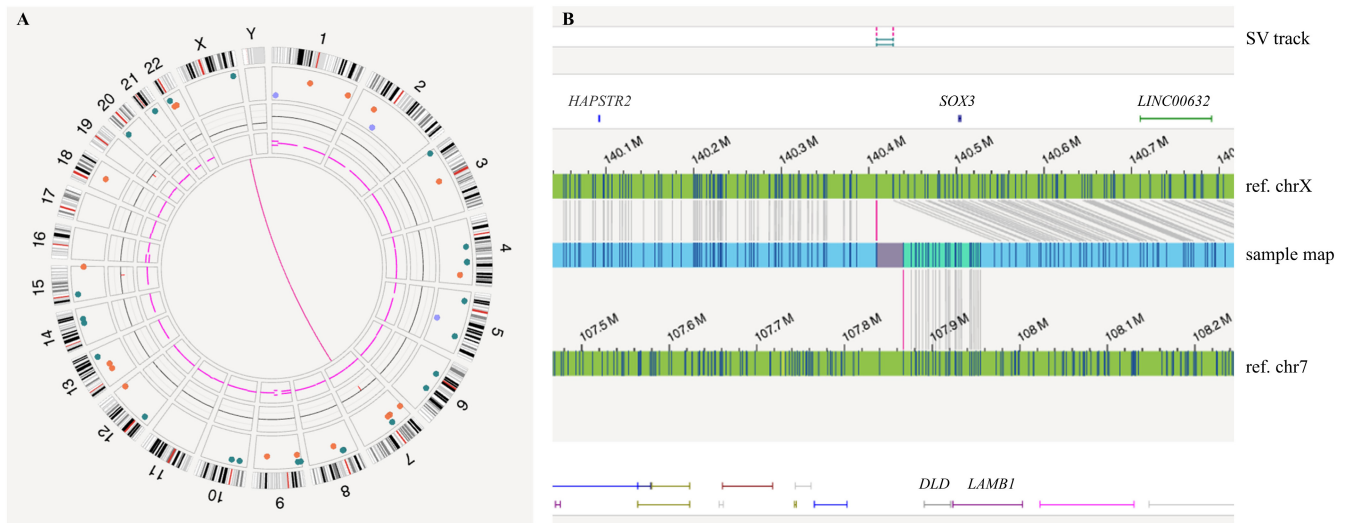 A
1
2
3
4
5
6
7
8
9
10
11
12
13
14
15
16
17
18
19
20
21
22
X
Y
B
SV track
HAPSTR2 SOX3 LINC00632
140.1 M 140.2 M 140.3 M 140.4 M 140.5 M 140.6 M 140.7 M 140
ref. chrX
sample map
107.5 M 107.6 M 107.7 M 107.8 M 107.9 M 108 M 108.1 M 108.2 M
ref. chr7
DLD LAMB1